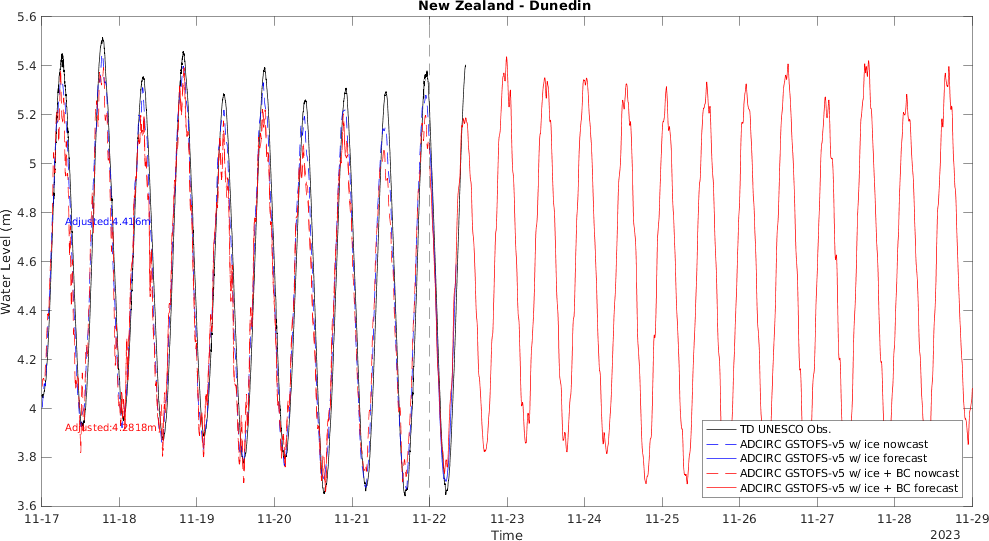 New Zealand - Dunedin
5.6
5.4
5.2
5
4.8
4.6
4.4
4.2
4
3.8
3.6
Water Level (m)
Adjusted:4.416m
Adjusted:4.2818m
TD UNESCO Obs.
ADCIRC GSTOFS-v5 w/ ice nowcast
ADCIRC GSTOFS-v5 w/ ice forecast
ADCIRC GSTOFS-v5 w/ ice + BC nowcast
ADCIRC GSTOFS-v5 w/ ice + BC forecast
11-17 11-18 11-19 11-20 11-21 11-22 11-23 11-24 11-25 11-26 11-27 11-28 11-29
Time
2023